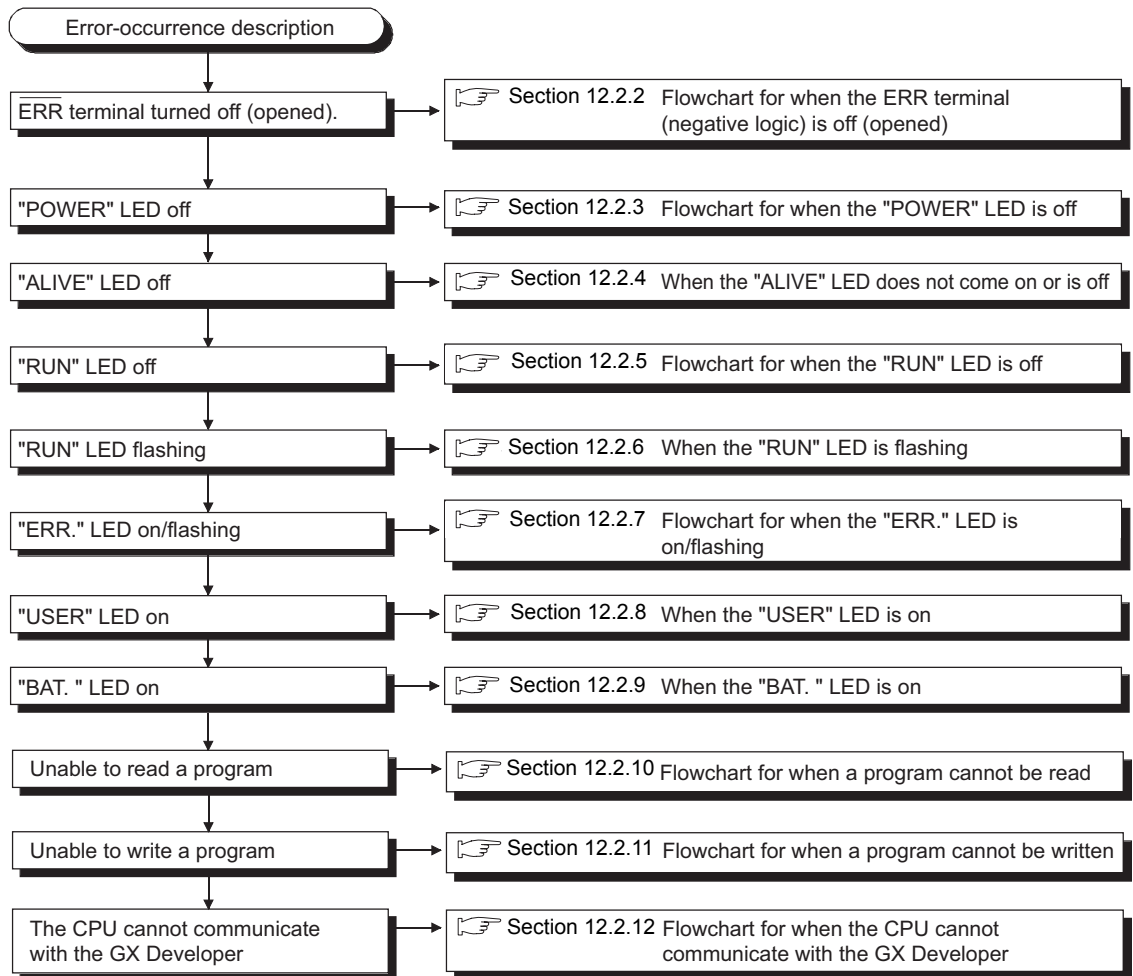 Error-occurrence description
ERR terminal turned off (opened).
Section 12.2.2 Flowchart for when the ERR terminal
(negative logic) is off (opened)
"POWER" LED off
Section 12.2.3 Flowchart for when the "POWER" LED is off
"ALIVE" LED off
Section 12.2.4 When the "ALIVE" LED does not come on or is off
"RUN" LED off
Section 12.2.5 Flowchart for when the "RUN" LED is off
"RUN" LED flashing
Section 12.2.6 When the "RUN" LED is flashing
"ERR." LED on/flashing
Section 12.2.7 Flowchart for when the "ERR." LED is
on/flashing
"USER" LED on
Section 12.2.8 When the "USER" LED is on
"BAT. " LED on
Section 12.2.9 When the "BAT. " LED is on
Unable to read a program
Section 12.2.10 Flowchart for when a program cannot be read
Unable to write a program
Section 12.2.11 Flowchart for when a program cannot be written
The CPU cannot communicate
with the GX Developer
Section 12.2.12 Flowchart for when the CPU cannot
communicate with the GX Developer